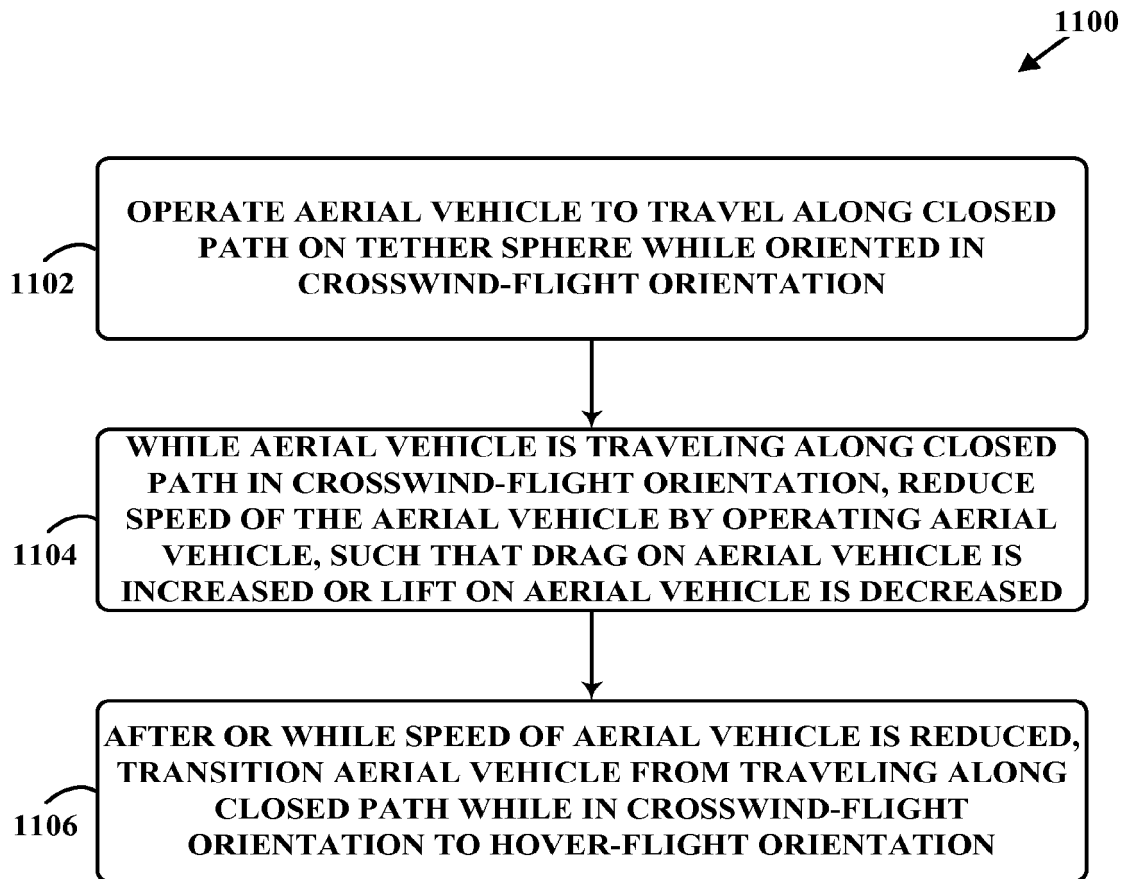 1100
OPERATE AERIAL VEHICLE TO TRAVEL ALONG CLOSED
PATH ON TETHER SPHERE WHILE ORIENTED IN
CROSSWIND-FLIGHT ORIENTATION
1102
WHILE AERIAL VEHICLE IS TRAVELING ALONG CLOSED
PATH IN CROSSWIND-FLIGHT ORIENTATION, REDUCE
SPEED OF THE AERIAL VEHICLE BY OPERATING AERIAL
VEHICLE, SUCH THAT DRAG ON AERIAL VEHICLE IS
INCREASED OR LIFT ON AERIAL VEHICLE IS DECREASED
1104
AFTER OR WHILE SPEED OF AERIAL VEHICLE IS REDUCED,
TRANSITION AERIAL VEHICLE FROM TRAVELING ALONG
CLOSED PATH WHILE IN CROSSWIND-FLIGHT
ORIENTATION TO HOVER-FLIGHT ORIENTATION
1106